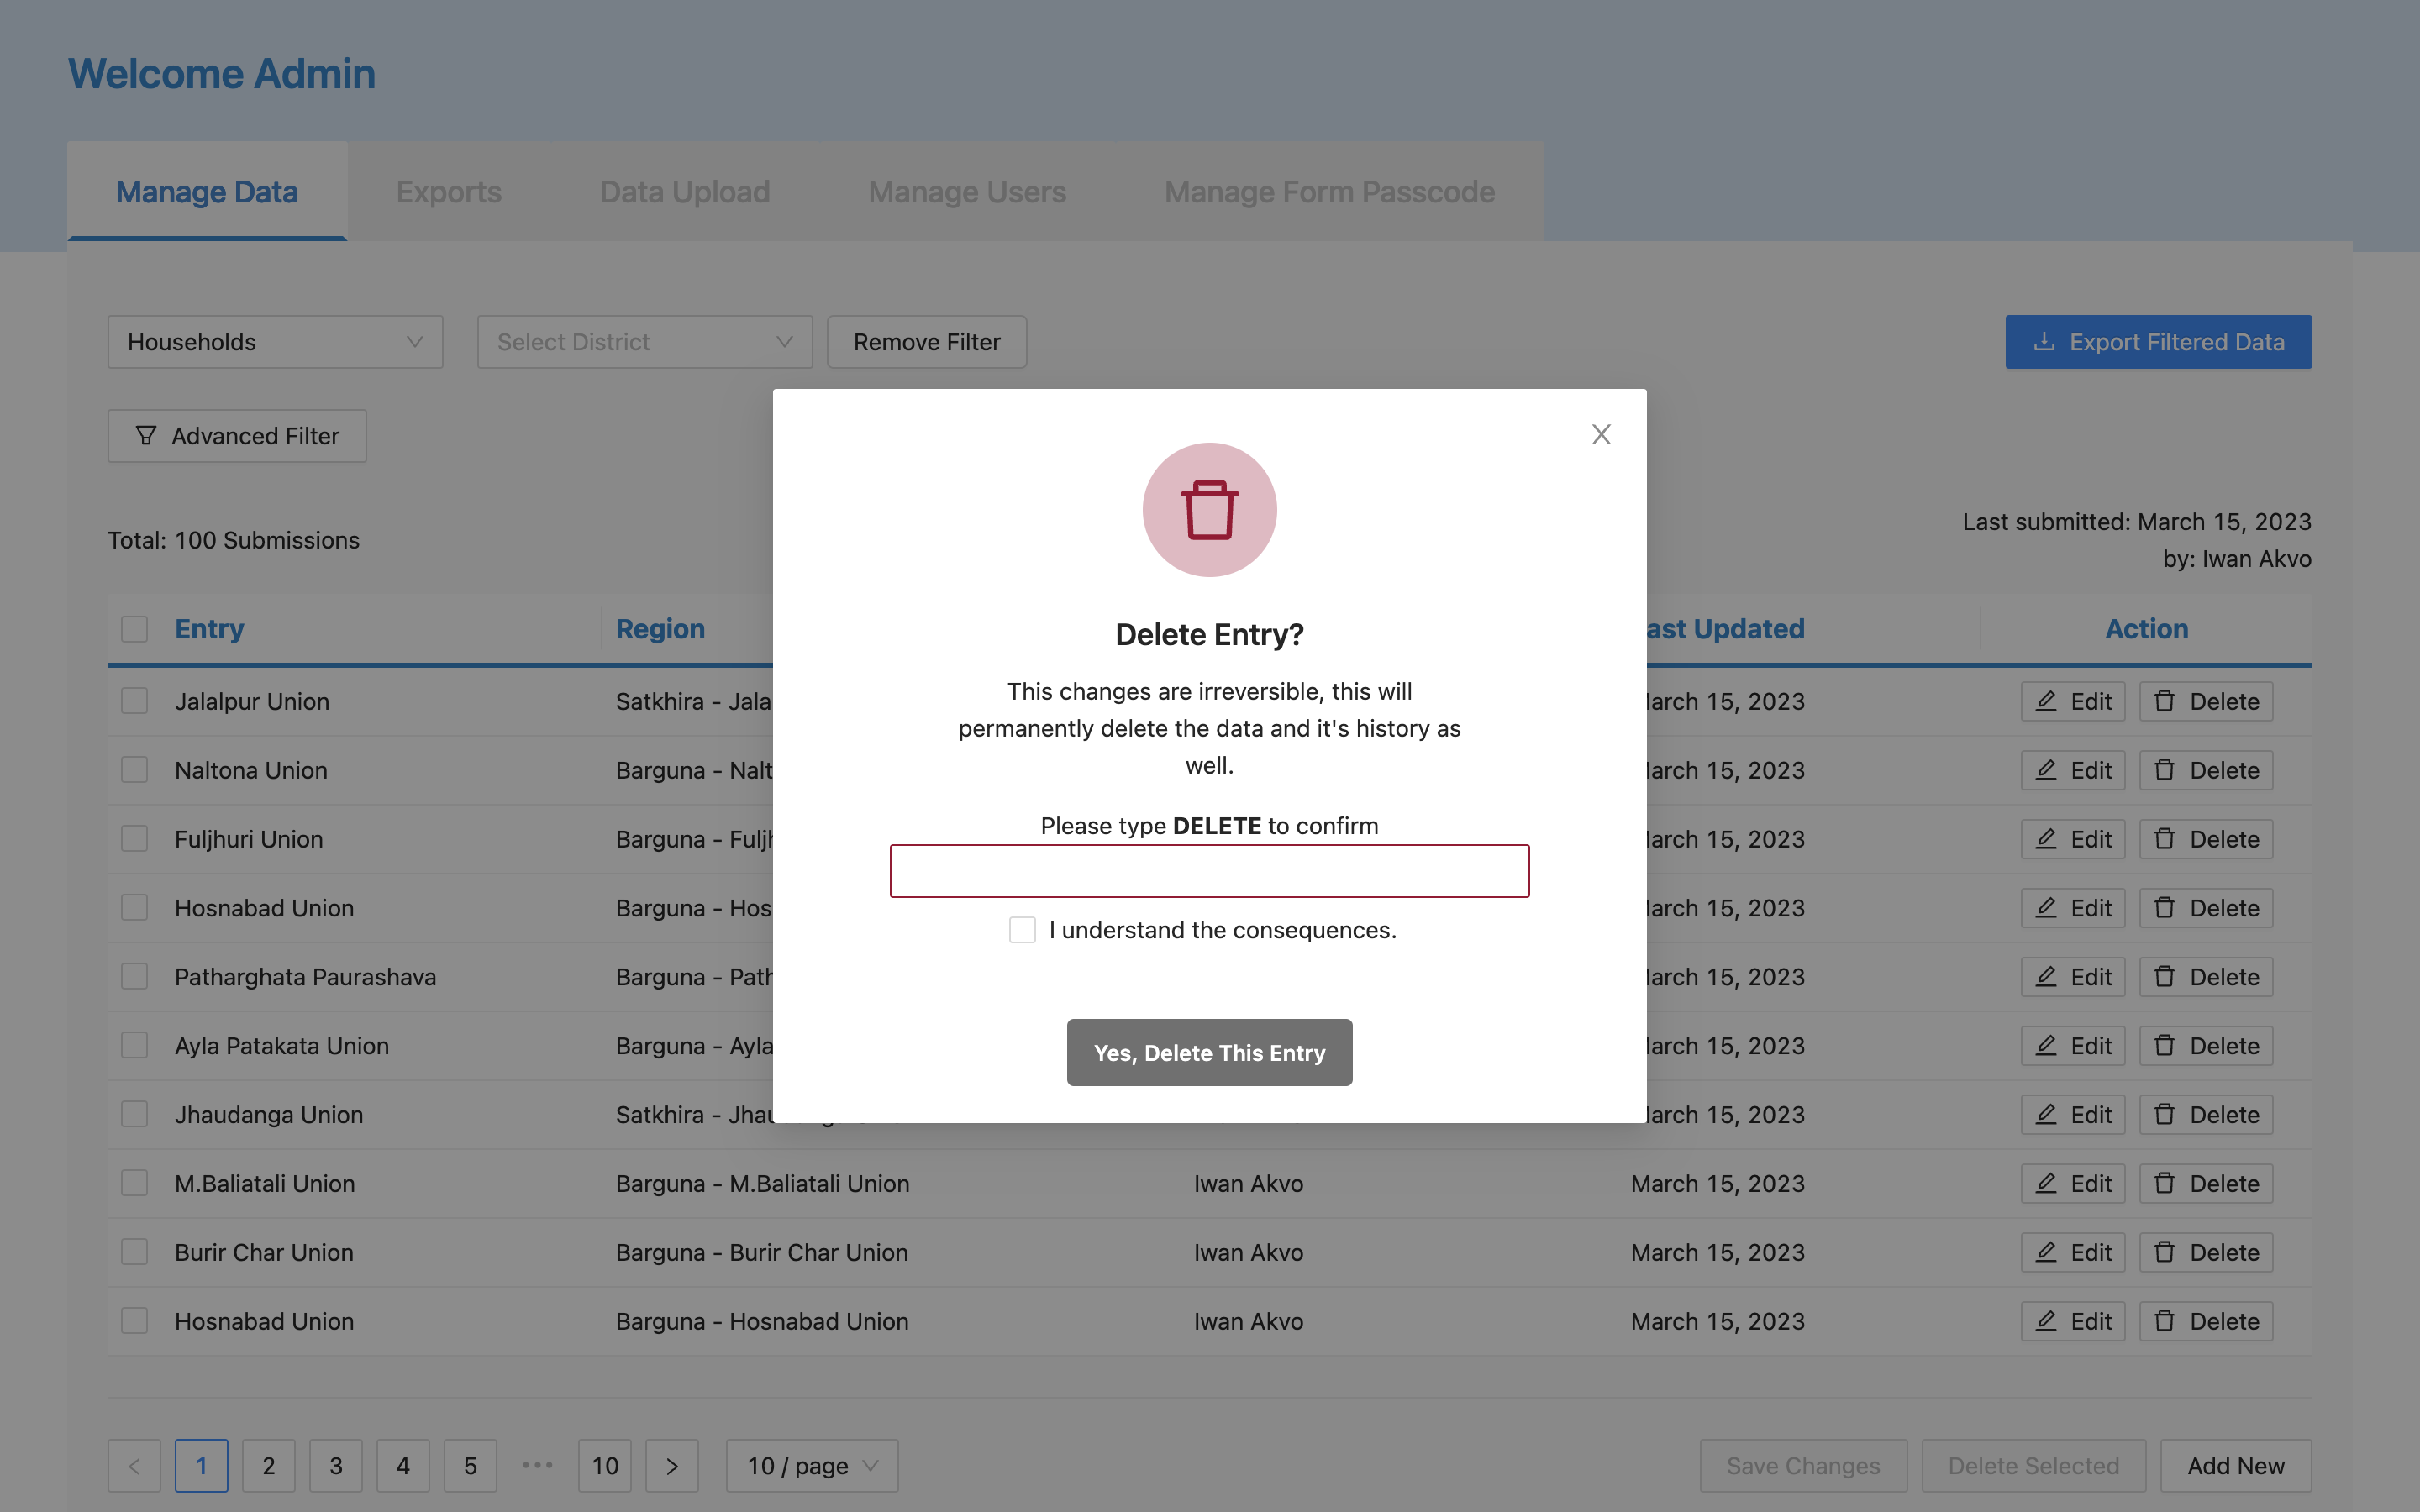 Welcome Admin
Manage Data Exports Data Upload Manage Users Manage Form Passcode
Households Select District Remove Filter Export Filtered Data
Advanced Filter
Total: 100 Submissions
Last submitted: March 15, 2023
by: Iwan Akvo
Entry Region ast Updated Action
Jalalpur Union Satkhira - Jala arch 15, 2023 Edit Delete
Naltona Union Barguna - Nalt arch 15, 2023 Edit Delete
Fuljhuri Union Barguna - Fuljh arch 15, 2023 Edit Delete
Hosnabad Union Barguna - Hos arch 15, 2023 Edit Delete
Patharghata Paurashava Barguna - Path arch 15, 2023 Edit Delete
Ayla Patakata Union Barguna - Ayla arch 15, 2023 Edit Delete
Jhaudanga Union Satkhira - Jhau arch 15, 2023 Edit Delete
M.Baliatali Union Barguna - M.Baliatali Union Iwan Akvo March 15, 2023 Edit Delete
Burir Char Union Barguna - Burir Char Union Iwan Akvo March 15, 2023 Edit Delete
Hosnabad Union Barguna - Hosnabad Union Iwan Akvo March 15, 2023 Edit Delete
< 1 2 3 4 5 ••• 10 > 10 / page Save Changes Delete Selected Add New
Delete Entry?
This changes are irreversible, this will
permanently delete the data and it's history as
well.
Please type DELETE to confirm
I understand the consequences.
Yes, Delete This Entry